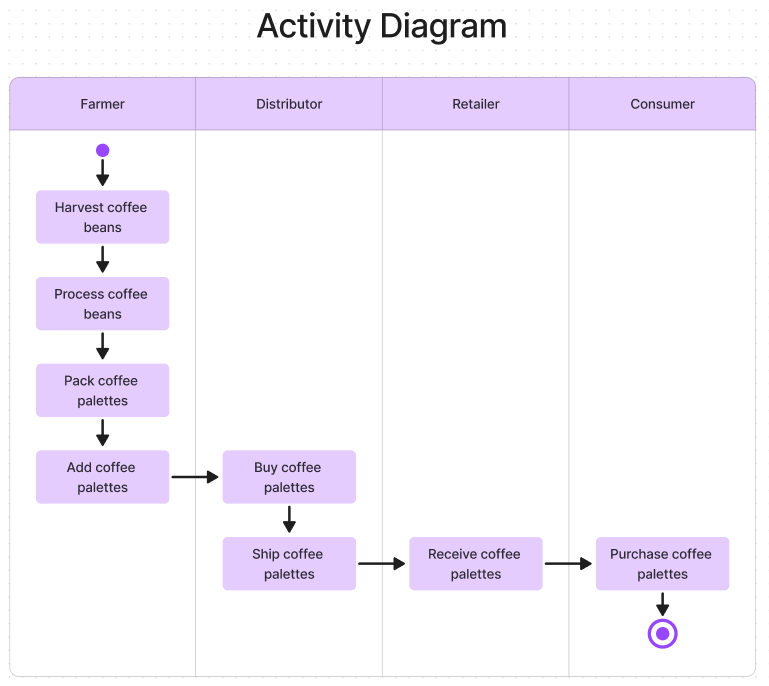 Activity Diagram
Farmer
Distributor
Retailer
Consumer
Harvest coffee
beans
Process coffee
beans
Pack coffee
palettes
Add coffee
palettes
Buy coffee
palettes
Ship coffee
palettes
Receive coffee
palettes
Purchase coffee
palettes